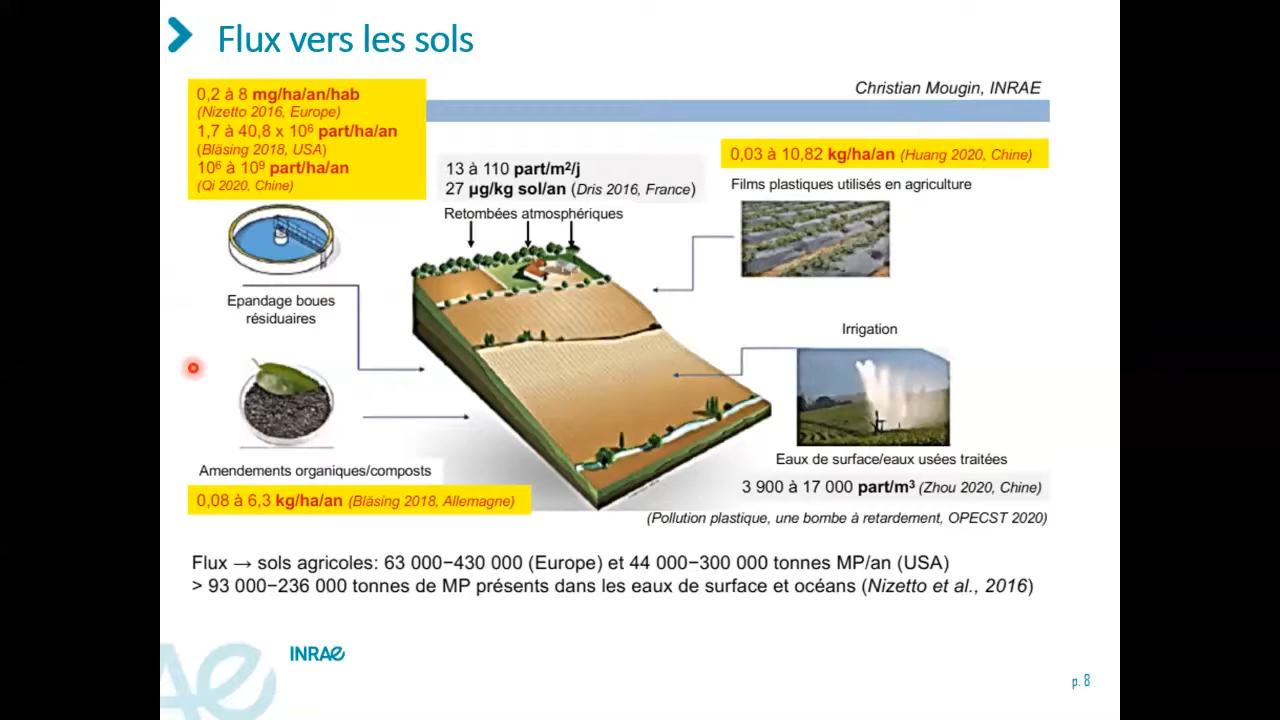 Flux vers les sols
Christian Mougin, INRAE
0,2 à 8 mg/ha/an/hab
(Nizetto 2016, Europe)
1,7 à 40,8 x 10⁶ part/ha/an
(Bläsing 2018, USA)
10⁶ à 10⁹ part/ha/an
(Qi 2020, Chine)
13 à 110 part/m²/j
27 µg/kg sol/an (Dris 2016, France)
Retombées atmosphériques
0,03 à 10,82 kg/ha/an (Huang 2020, Chine)
Films plastiques utilisés en agriculture
Epandage boues
résiduaires
Irrigation
Amendements organiques/composts
0,08 à 6,3 kg/ha/an (Bläsing 2018, Allemagne)
Eaux de surface/eaux usées traitées
3 900 à 17 000 part/m³ (Zhou 2020, Chine)
(Pollution plastique, une bombe à retardement, OPECST 2020)
Flux → sols agricoles: 63 000−430 000 (Europe) et 44 000−300 000 tonnes MP/an (USA)
> 93 000−236 000 tonnes de MP présents dans les eaux de surface et océans (Nizetto et al., 2016)
INRAE
p. 8